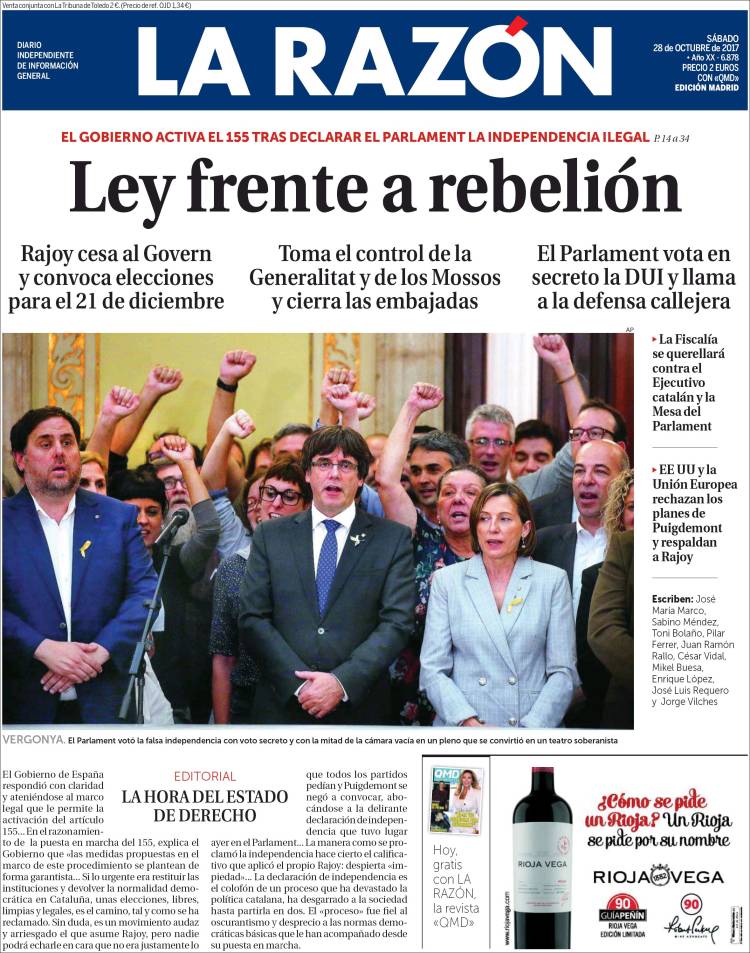 Venta conjunta con La Tribuna de Toledo 2 €. (Precio de ref. OJD 1,34 €)
DIARIO
INDEPENDIENTE
DE INFORMACIÓN
GENERAL
LA RAZÓN
SÁBADO
28 de OCTUBRE de 2017
• Año XX - 6.878
PRECIO 2 EUROS
CON «QMD»
EDICIÓN MADRID
EL GOBIERNO ACTIVA EL 155 TRAS DECLARAR EL PARLAMENT LA INDEPENDENCIA ILEGAL P. 14 a 34
Ley frente a rebelión
Rajoy cesa al Govern
y convoca elecciones
para el 21 de diciembre
Toma el control de la
Generalitat y de los Mossos
y cierra las embajadas
El Parlament vota en
secreto la DUI y llama
a la defensa callejera
AP
La Fiscalía
se querellará
contra el
Ejecutivo
catalán y la
Mesa del
Parlament
EE UU y la
Unión Europea
rechazan los
planes de
Puigdemont
y respaldan
a Rajoy
Escriben: José
María Marco,
Sabino Méndez,
Toni Bolaño, Pilar
Ferrer, Juan Ramón
Rallo, César Vidal,
Mikel Buesa,
Enrique López,
José Luis Requero
y Jorge Vilches
VERGONYA. El Parlament votó la falsa independencia con voto secreto y con la mitad de la cámara vacía en un pleno que se convirtió en un teatro soberanista
EDITORIAL
LA HORA DEL ESTADO
DE DERECHO
El Gobierno de España
respondió con claridad
y ateniéndose al marco
legal que le permite la
activación del artículo
155... En el razonamien-
to de la puesta en marcha del 155, explica el
Gobierno que «las medidas propuestas en el
marco de este procedimiento se plantean de
forma garantista... Si lo urgente era restituir las
instituciones y devolver la normalidad demo-
crática en Cataluña, unas elecciones, libres,
limpias y legales, es el camino, tal y como se ha
reclamado. Sin duda, es un movimiento audaz
y arriesgado el que asume Rajoy, pero nadie
podrá echarle en cara que no era justamente lo
que todos los partidos
pedían y Puigdemont se
negó a convocar, abo-
cándose a la delirante
declaración de indepen-
dencia que tuvo lugar
ayer en el Parlament... La manera como se pro-
clamó la independencia hace cierto el califica-
tivo que aplicó el propio Rajoy: despierta «im-
piedad»... La declaración de independencia es
el colofón de un proceso que ha devastado la
política catalana, ha desgarrado a la sociedad
hasta partirla en dos. El «proceso» fue fiel al
oscurantismo y desprecio a las normas demo-
cráticas básicas que le han acompañado desde
su puesta en marcha.
QMD
Hoy,
gratis
con LA
RAZÓN,
la revista
«QMD»
RIOJA VEGA
www.riojavega.com
¿Cómo se pide
un Rioja? Un Rioja
se pide por su nombre
RIOJA VEGA
1882
90
GUÍAPEÑÍN
RIOJA VEGA
EDICIÓN LIMITADA
90